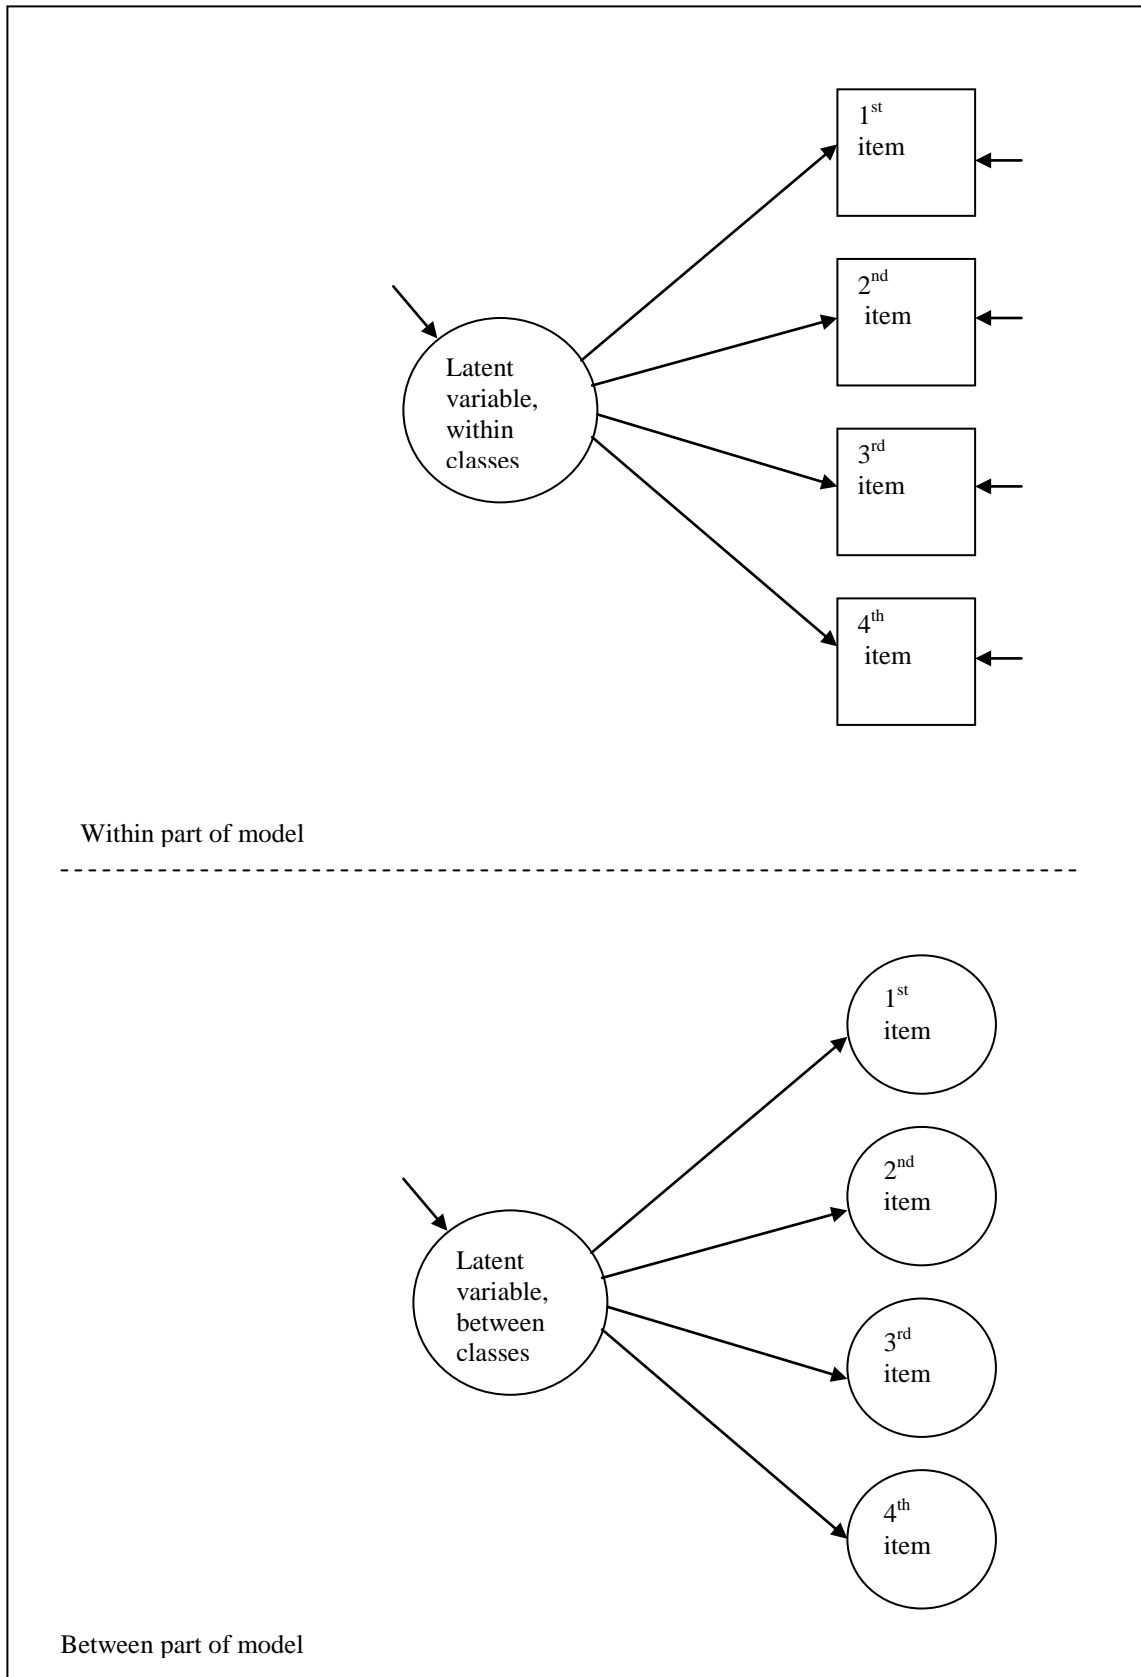 1st
item
2nd
item
Latent
variable,
within
classes
3rd
item
4th
item
Within part of model
1st
item
2nd
item
Latent
variable,
between
classes
3rd
item
4th
item
Between part of model